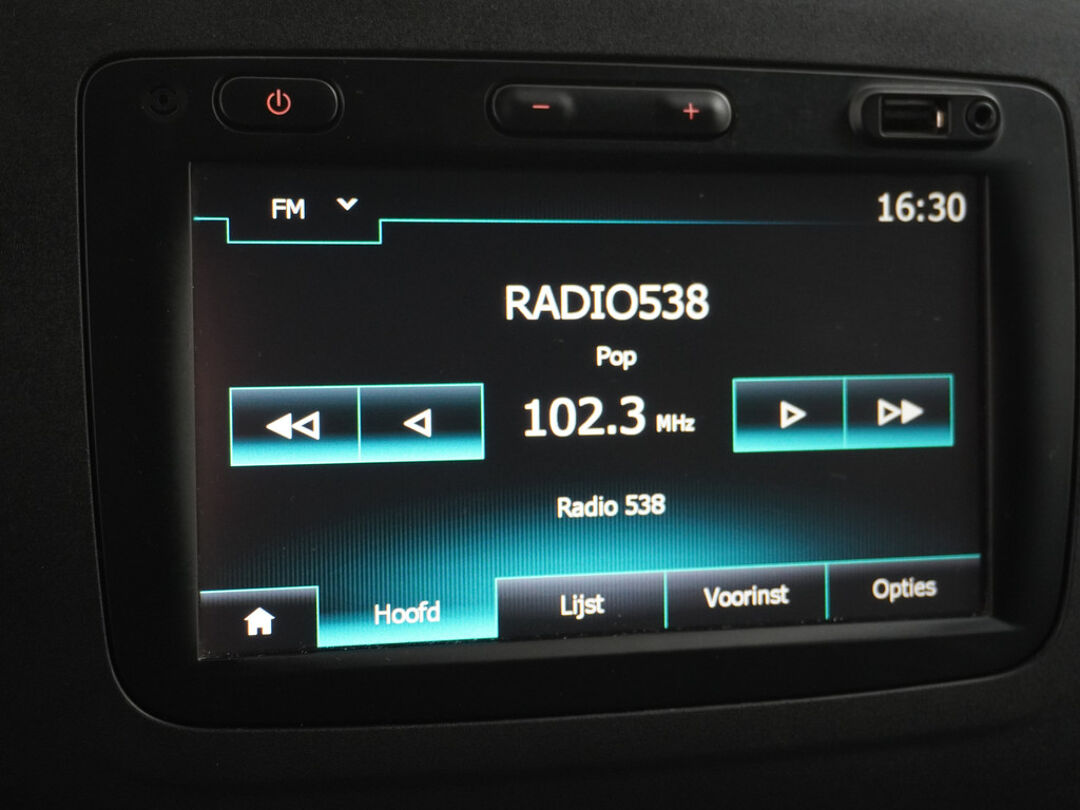 FM
16:30
RADIO538
Pop
102.3 MHz
Radio 538
Hoofd
Lijst
Voorinst
Opties